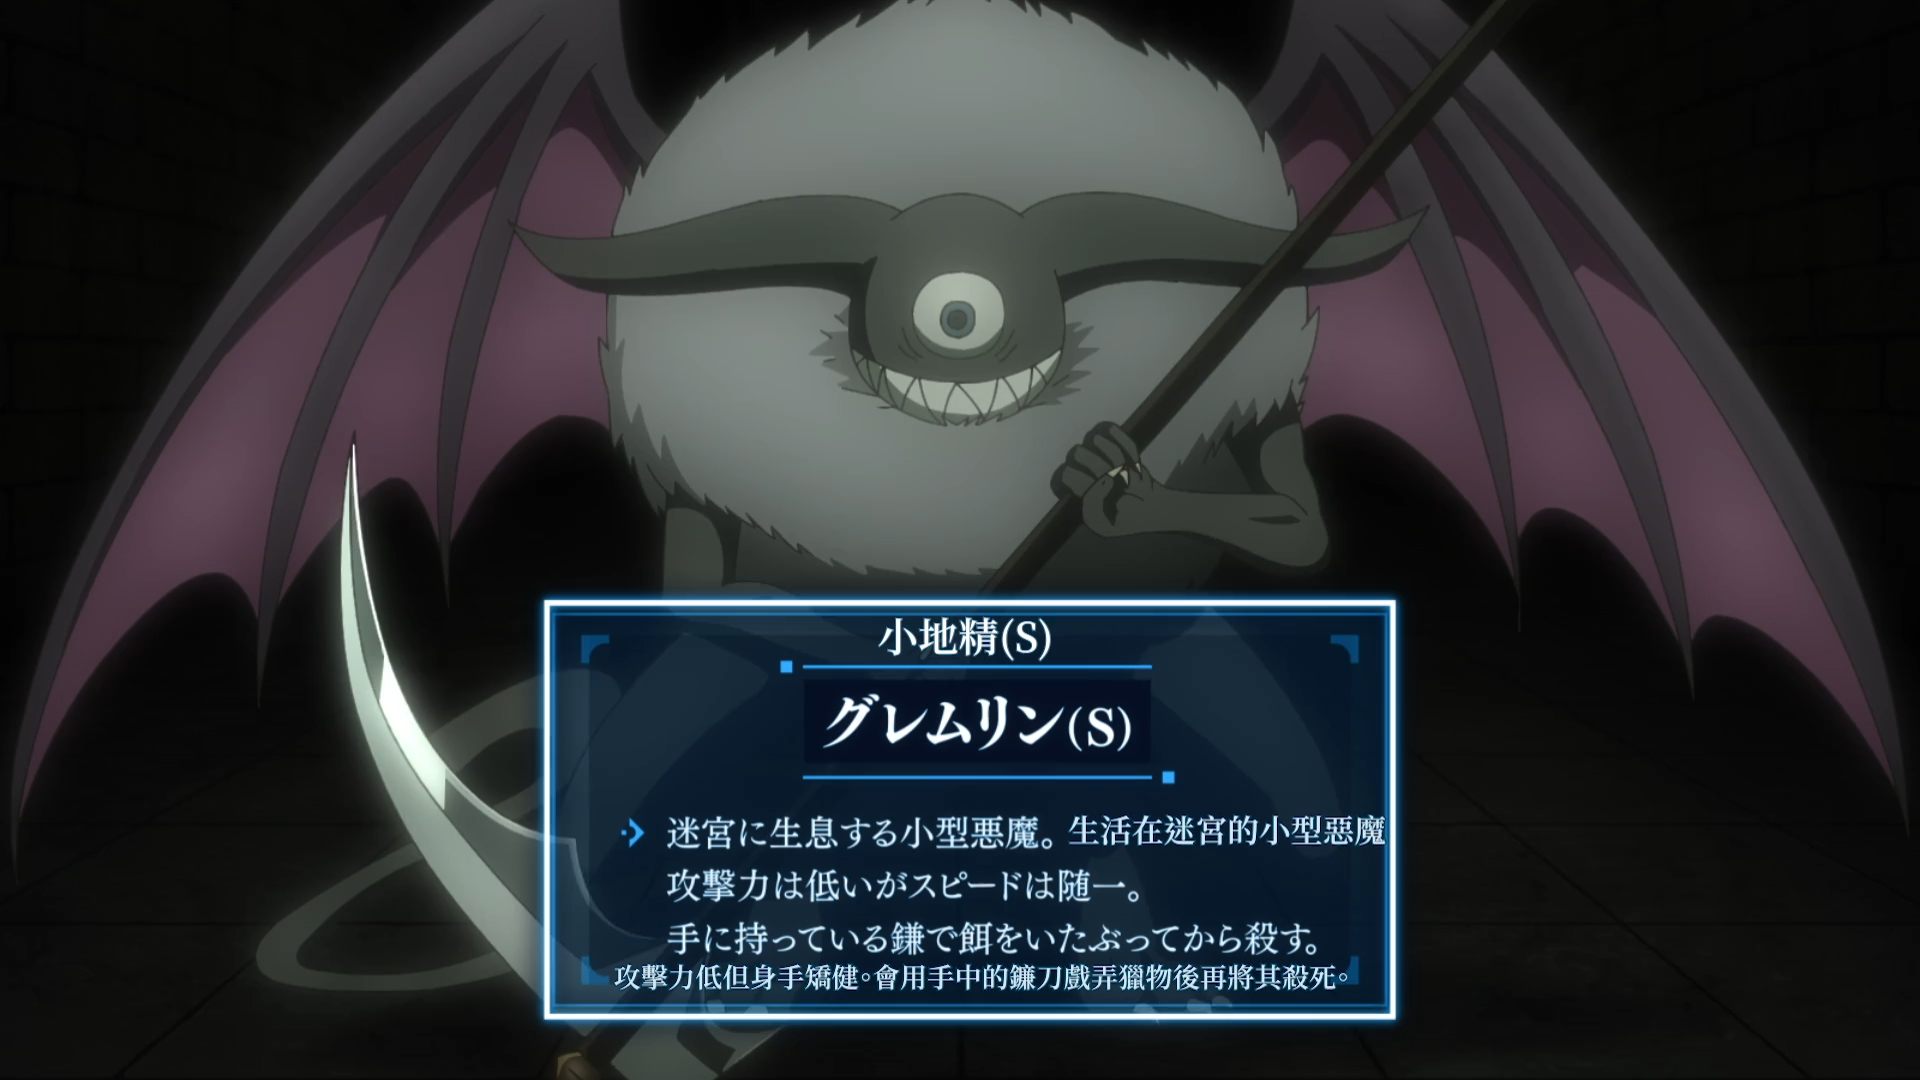 小地精(S)
グレムリン(S)
迷宮に生息する小型悪魔。 生活在迷宮的小型惡魔
攻撃力は低いがスピードは随一。
手に持っている鎌で餌をいたぶってから殺す。
攻擊力低但身手矯健。會用手中的鐮刀戲弄獵物後再將其殺死。